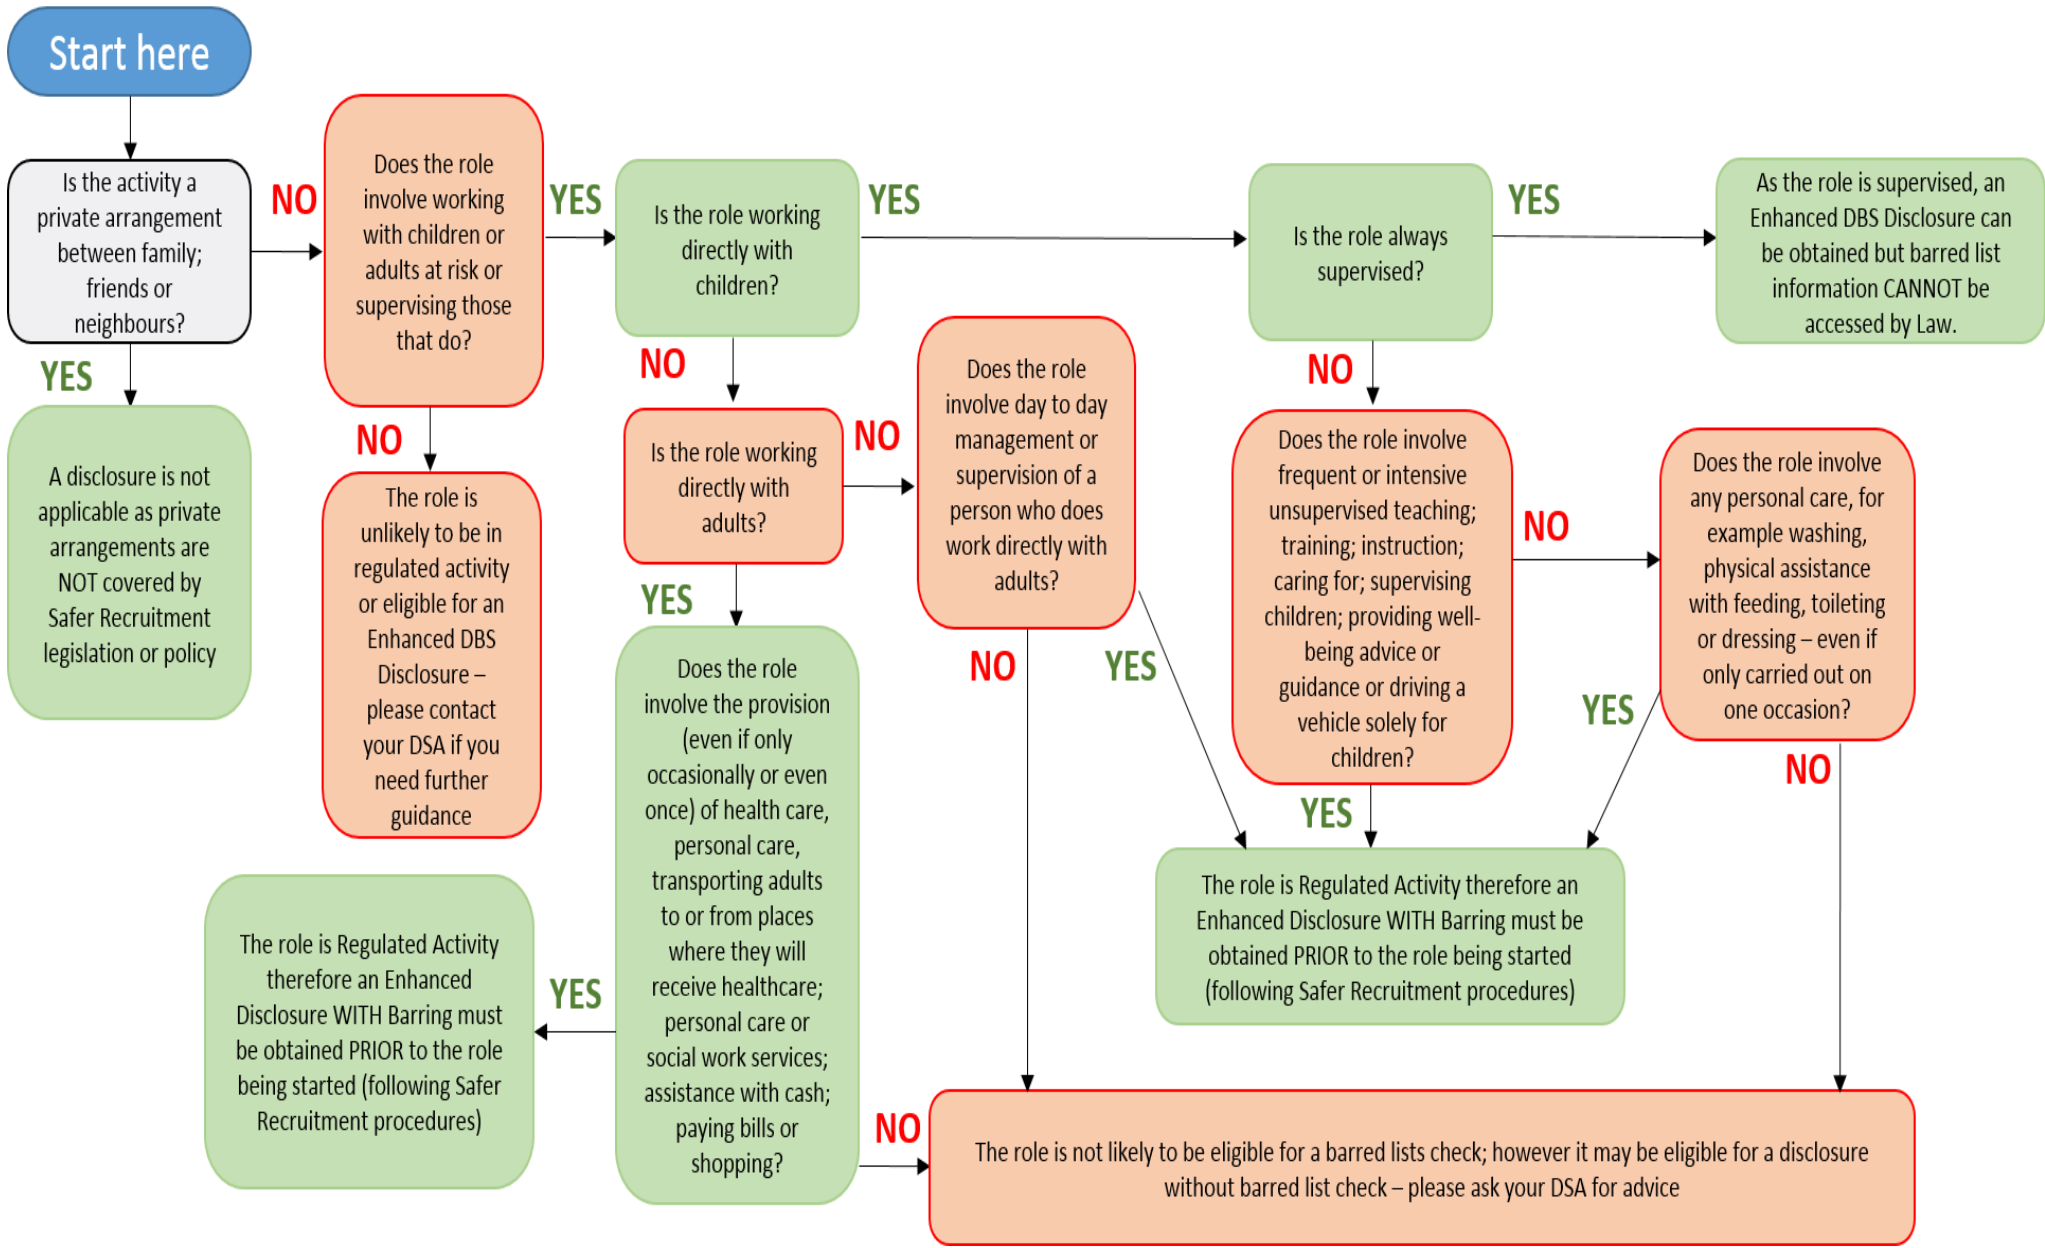 Start here
Is the activity a
private arrangement
between family;
friends or
neighbours?
NO
YES
A disclosure is not
applicable as private
arrangements are
NOT covered by
Safer Recruitment
legislation or policy
Does the role
involve working
with children or
adults at risk or
supervising those
that do?
YES
NO
The role is
unlikely to be in
regulated activity
or eligible for an
Enhanced DBS
Disclosure –
please contact
your DSA if you
need further
guidance
Is the role working
directly with
children?
YES
NO
Is the role working
directly with
adults?
NO
YES
Does the role
involve the provision
(even if only
occasionally or even
once) of health care,
personal care,
transporting adults
to or from places
where they will
receive healthcare;
personal care or
social work services;
assistance with cash;
paying bills or
shopping?
YES
NO
The role is Regulated Activity
therefore an Enhanced
Disclosure WITH Barring must
be obtained PRIOR to the role
being started (following Safer
Recruitment procedures)
Does the role
involve day to day
management or
supervision of a
person who does
work directly with
adults?
NO
YES
Is the role always
supervised?
YES
NO
As the role is supervised, an
Enhanced DBS Disclosure can
be obtained but barred list
information CANNOT be
accessed by Law.
Does the role involve
frequent or intensive
unsupervised teaching;
training; instruction;
caring for; supervising
children; providing well-
being advice or
guidance or driving a
vehicle solely for
children?
NO
YES
Does the role involve
any personal care, for
example washing,
physical assistance
with feeding, toileting
or dressing – even if
only carried out on
one occasion?
YES
NO
The role is Regulated Activity therefore an
Enhanced Disclosure WITH Barring must be
obtained PRIOR to the role being started
(following Safer Recruitment procedures)
The role is not likely to be eligible for a barred lists check; however it may be eligible for a disclosure
without barred list check – please ask your DSA for advice